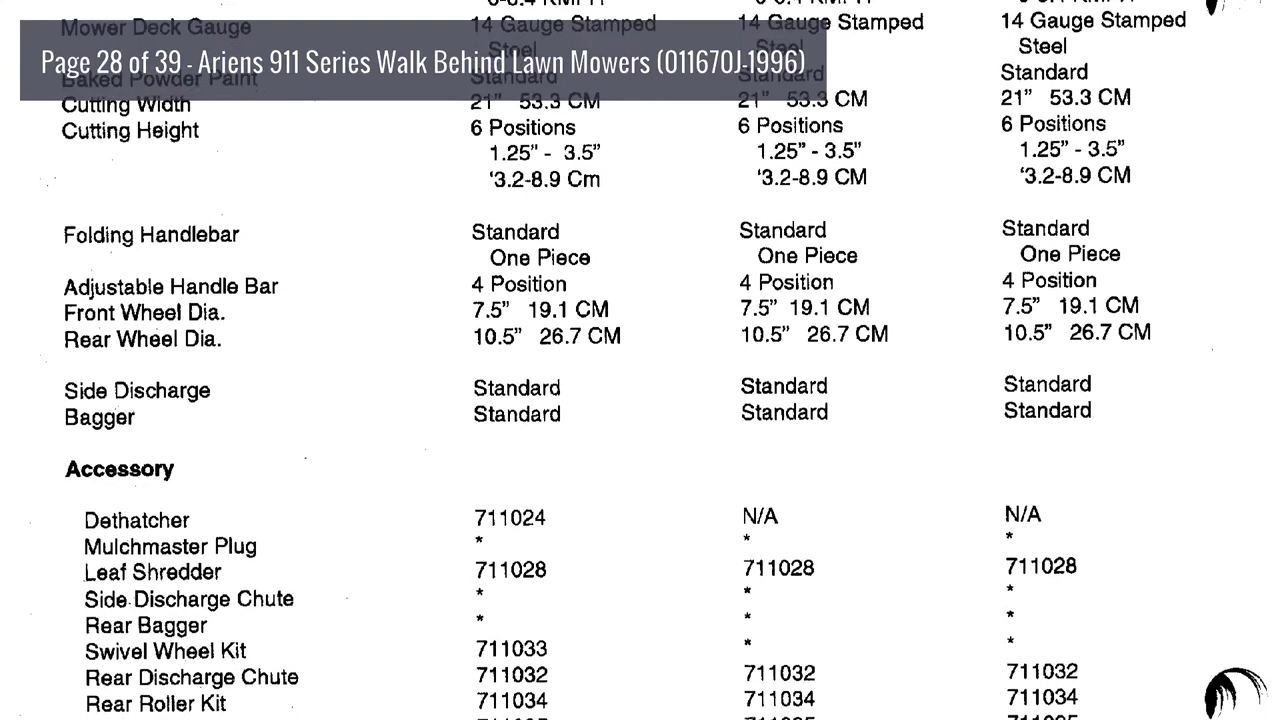 Mower Deck Gauge 14 Gauge Stamped 14 Gauge Stamped 14 Gauge Stamped
Steel Steel Steel
Page 28 of 39 - Ariens 911 Series Walk Behind Lawn Mowers (011670J-1996)
Baked Powder Paint Standard Standard Standard
Cutting Width 21” 53.3 CM 21” 53.3 CM 21” 53.3 CM
Cutting Height 6 Positions 6 Positions 6 Positions
1.25” - 3.5” 1.25” - 3.5” 1.25” - 3.5”
‘3.2-8.9 Cm ‘3.2-8.9 CM ‘3.2-8.9 CM
Folding Handlebar Standard Standard Standard
One Piece One Piece One Piece
Adjustable Handle Bar 4 Position 4 Position 4 Position
Front Wheel Dia. 7.5” 19.1 CM 7.5” 19.1 CM 7.5” 19.1 CM
Rear Wheel Dia. 10.5” 26.7 CM 10.5” 26.7 CM 10.5” 26.7 CM
Side Discharge Standard Standard Standard
Bagger Standard Standard Standard
Accessory
Dethatcher 711024 N/A N/A
Mulchmaster Plug * * *
Leaf Shredder 711028 711028 711028
Side Discharge Chute * * *
Rear Bagger * * *
Swivel Wheel Kit 711033 * *
Rear Discharge Chute 711032 711032 711032
Rear Roller Kit 711034 711034 711034